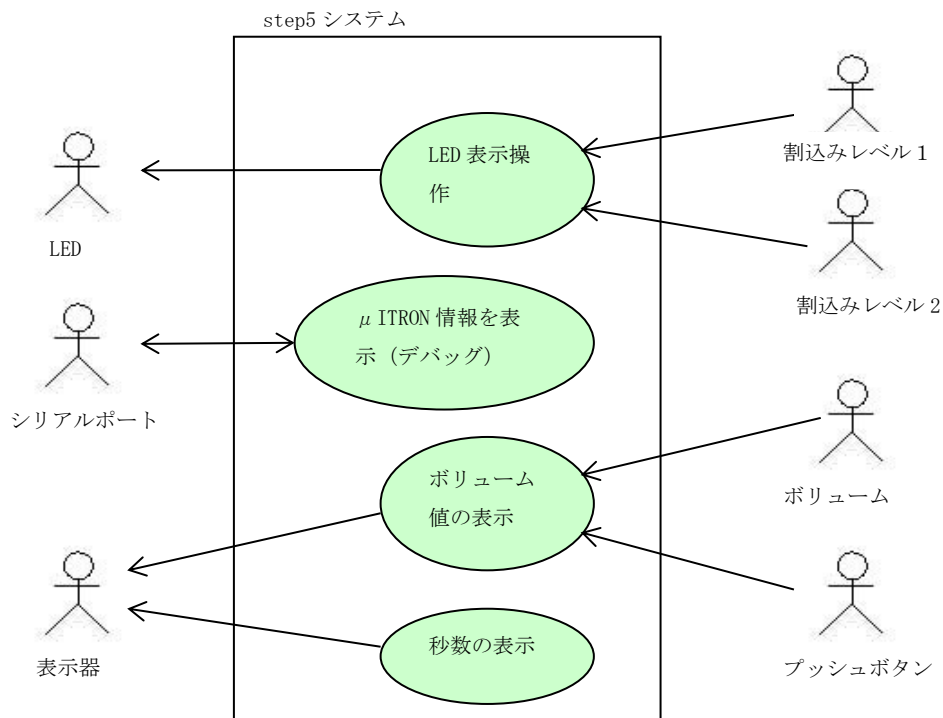 step5 システム
LED 表示操
作
割込みレベル１
LED
割込みレベル２
μ ITRON 情報を表
示（デバッグ）
シリアルポート
ボリューム
値の表示
ボリューム
秒数の表示
表示器
プッシュボタン